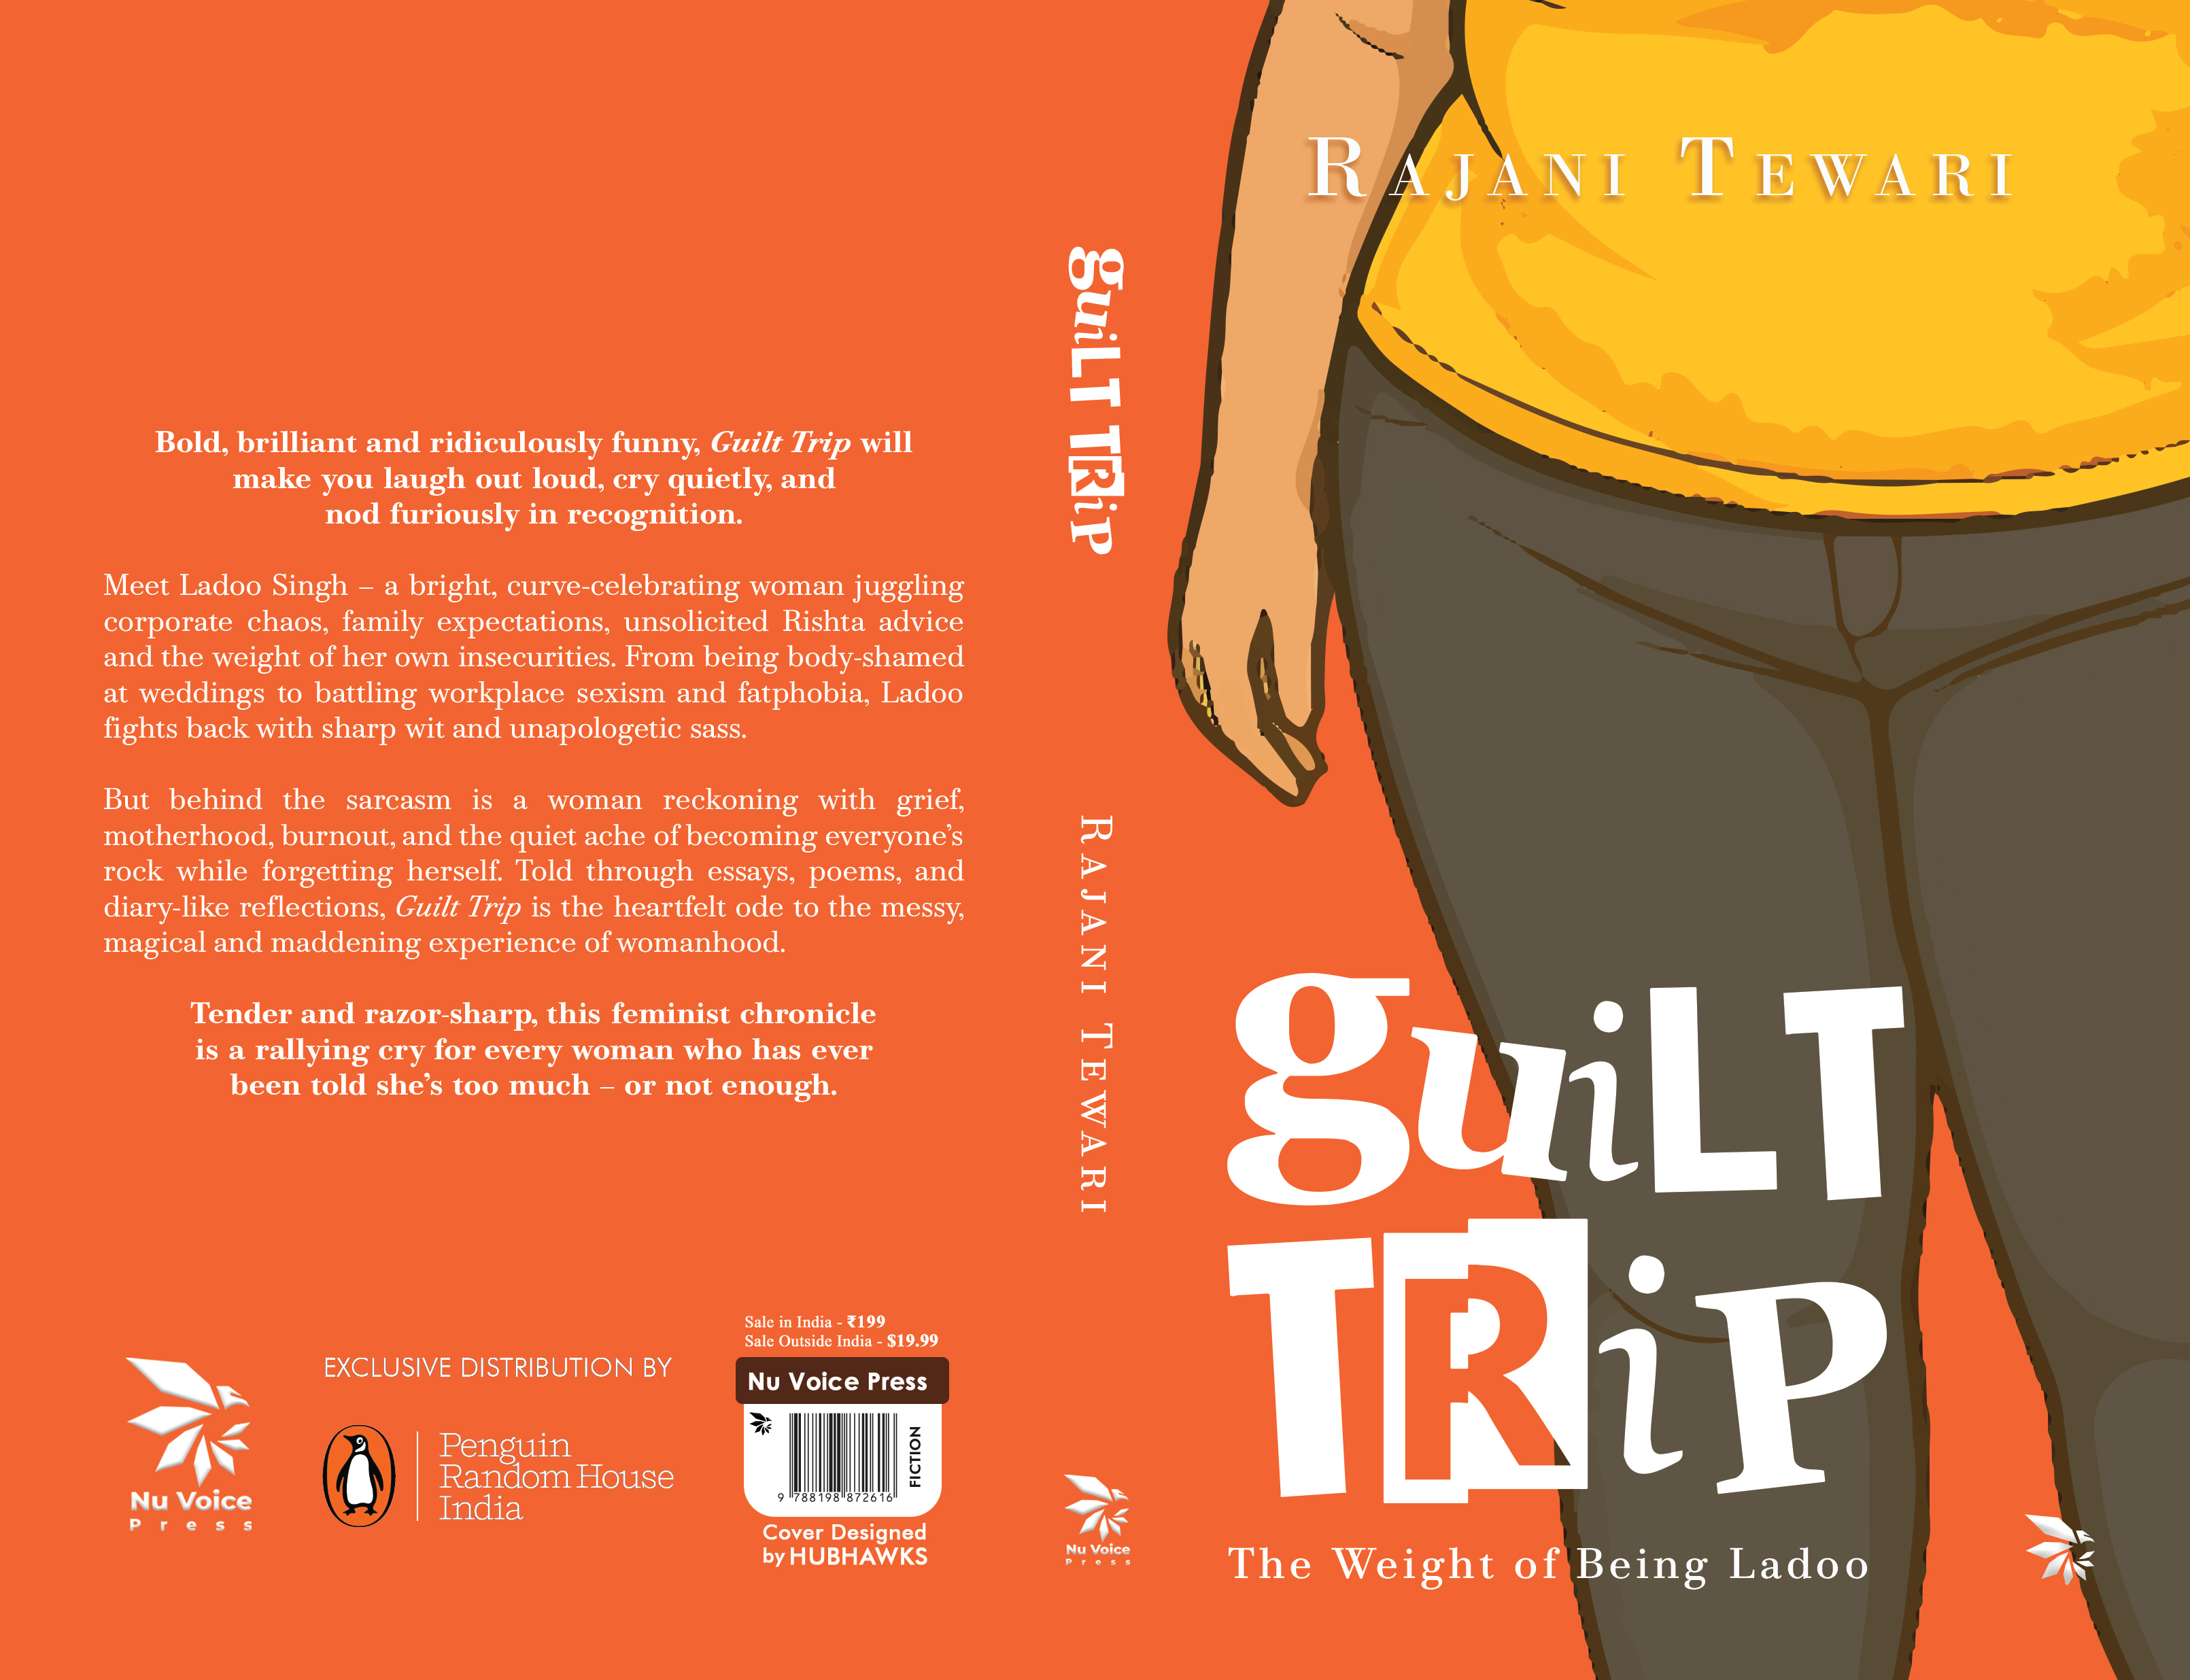 Bold, brilliant and ridiculously funny, Guilt Trip will
make you laugh out loud, cry quietly, and
nod furiously in recognition.
Meet Ladoo Singh – a bright, curve-celebrating woman juggling
corporate chaos, family expectations, unsolicited Rishta advice
and the weight of her own insecurities. From being body-shamed
at weddings to battling workplace sexism and fatphobia, Ladoo
fights back with sharp wit and unapologetic sass.
But behind the sarcasm is a woman reckoning with grief,
motherhood, burnout, and the quiet ache of becoming everyone’s
rock while forgetting herself. Told through essays, poems, and
diary-like reflections, Guilt Trip is the heartfelt ode to the messy,
magical and maddening experience of womanhood.
Tender and razor-sharp, this feminist chronicle
is a rallying cry for every woman who has ever
been told she’s too much – or not enough.
Nu Voice
Press
EXCLUSIVE DISTRIBUTION BY
Penguin
Random House
India
Sale in India - ₹199
Sale Outside India - $19.99
Nu Voice Press
9 788198 872616
FICTION
Cover Designed
by HUBHAWKS
guiLT TRiP
RAJANI TEWARI
Nu Voice
Press
RAJANI TEWARI
guiLT
TRiP
The Weight of Being Ladoo